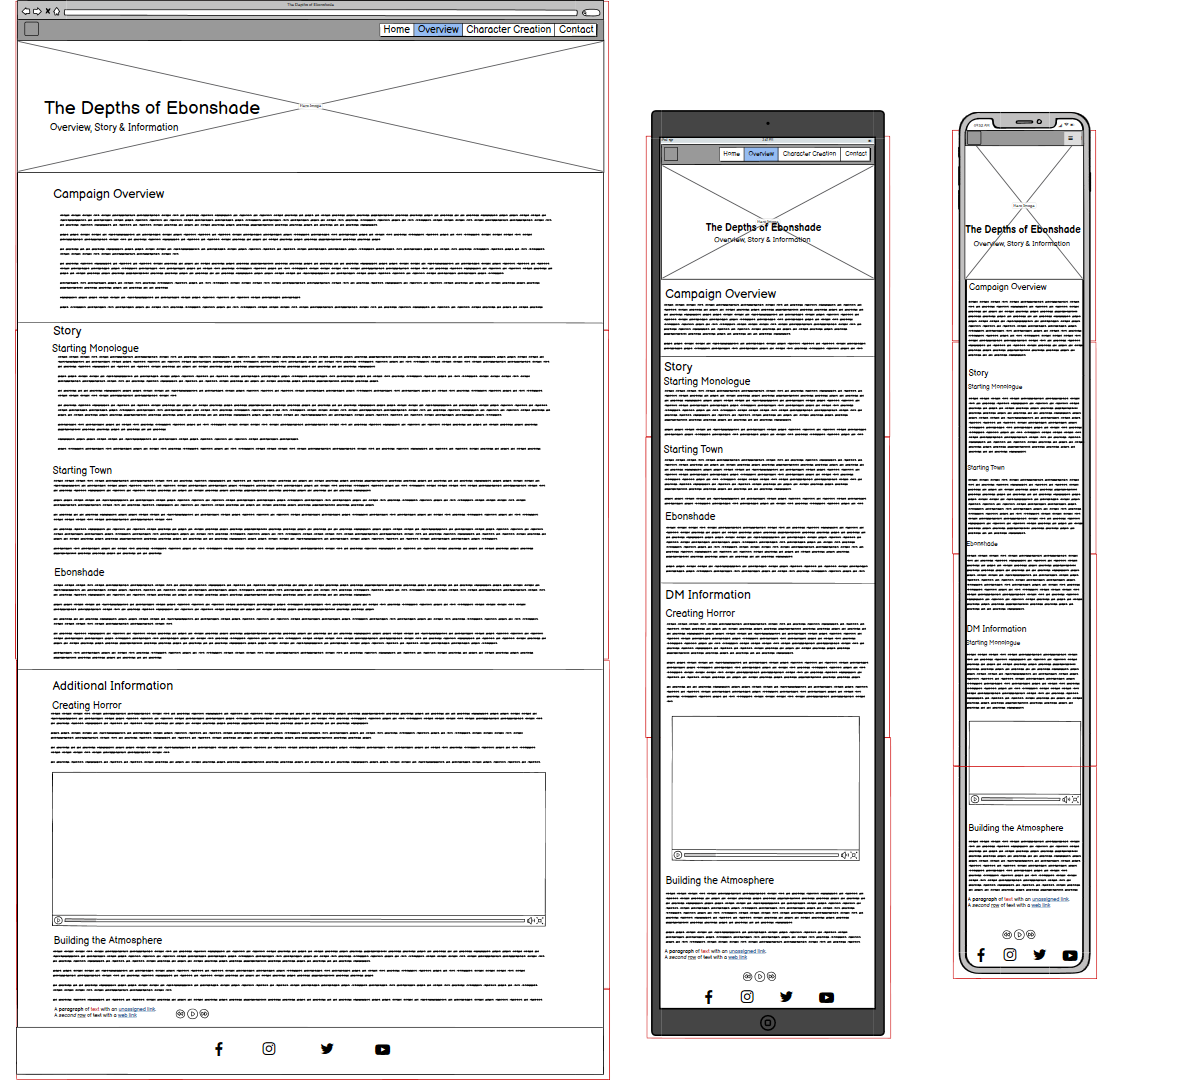 The Depths of Ebonshade
Home
Overview
Character Creation
Contact
Hero Image
The Depths of Ebonshade
Overview, Story & Information
Campaign Overview
Story
Starting Monologue
Starting Town
Ebonshade
Additional Information
Creating Horror
Building the Atmosphere
A paragraph of text with an unassigned link
A second row of text with a web link
Home
Overview
Character Creation
Contact
Hero Image
The Depths of Ebonshade
Overview, Story & Information
Campaign Overview
Story
Starting Monologue
Starting Town
Ebonshade
DM Information
Creating Horror
Building the Atmosphere
A paragraph of text with an unassigned link
A second row of text with a web link
Hero Image
The Depths of Ebonshade
Overview, Story & Information
Campaign Overview
Story
Starting Monologue
Starting Town
Ebonshade
DM Information
Starting Monologue
Building the Atmosphere
A paragraph of text with an unassigned link
A second row of text with a web link